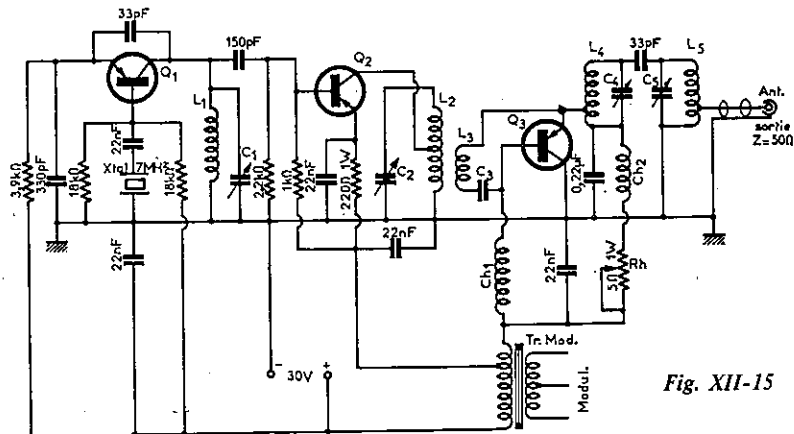 33pF
Q1
150pF
Q2
L4
33pF
L5
C4
C5
Ant.
sortie
Z=50Ω
3,9kΩ
330pF
18kΩ
22nF
Xtal 7MHz
18kΩ
L1
C1
2,2kΩ
1kΩ
22nF
220Ω 1W
C2
L2
L3
Q3
C3
0,22µF
Ch2
22nF
22nF
Ch1
22nF
5Ω 1W
Rh
- 30V +
Tr. Mod.
Modul.
Fig. XII-15